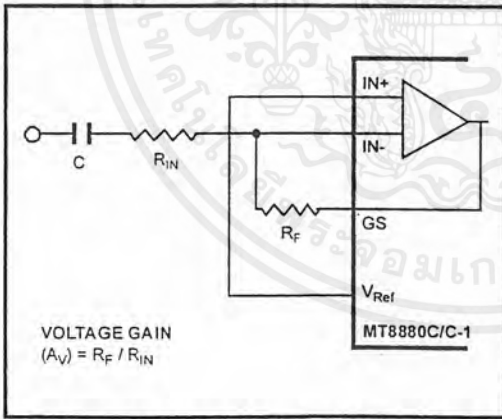 IN+
IN-
C
R_IN
R_F
GS
V_Ref
VOLTAGE GAIN
(A_V) = R_F / R_IN
MT8880C/C-1